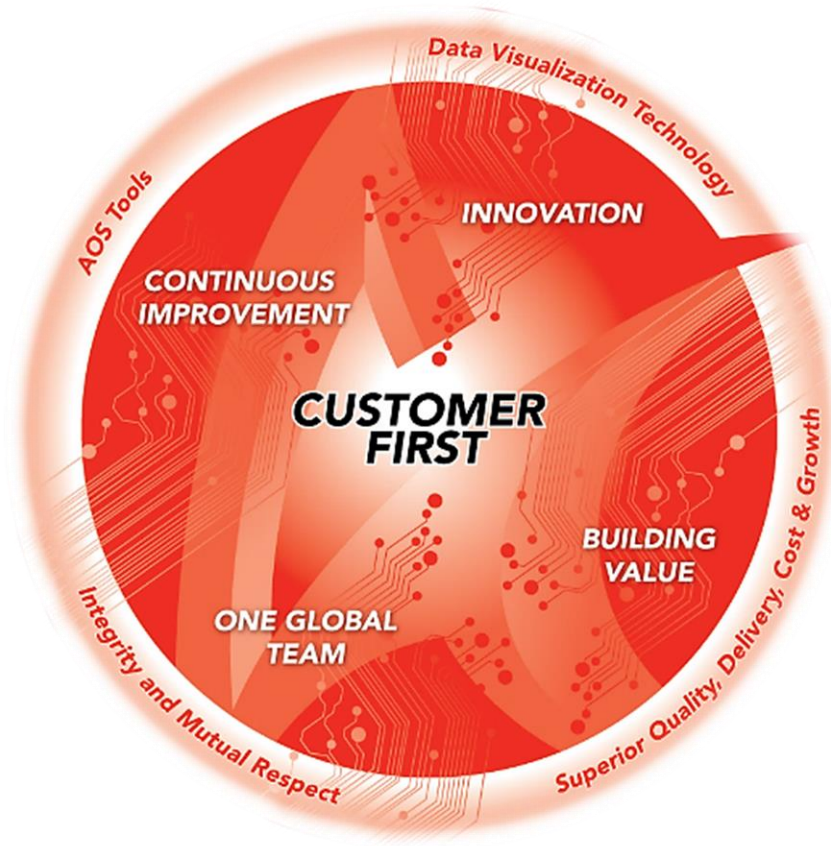 Data Visualization Technology
AOS Tools
INNOVATION
CONTINUOUS
IMPROVEMENT
CUSTOMER
FIRST
BUILDING
VALUE
ONE GLOBAL
TEAM
Superior Quality, Delivery, Cost & Growth
Integrity and Mutual Respect